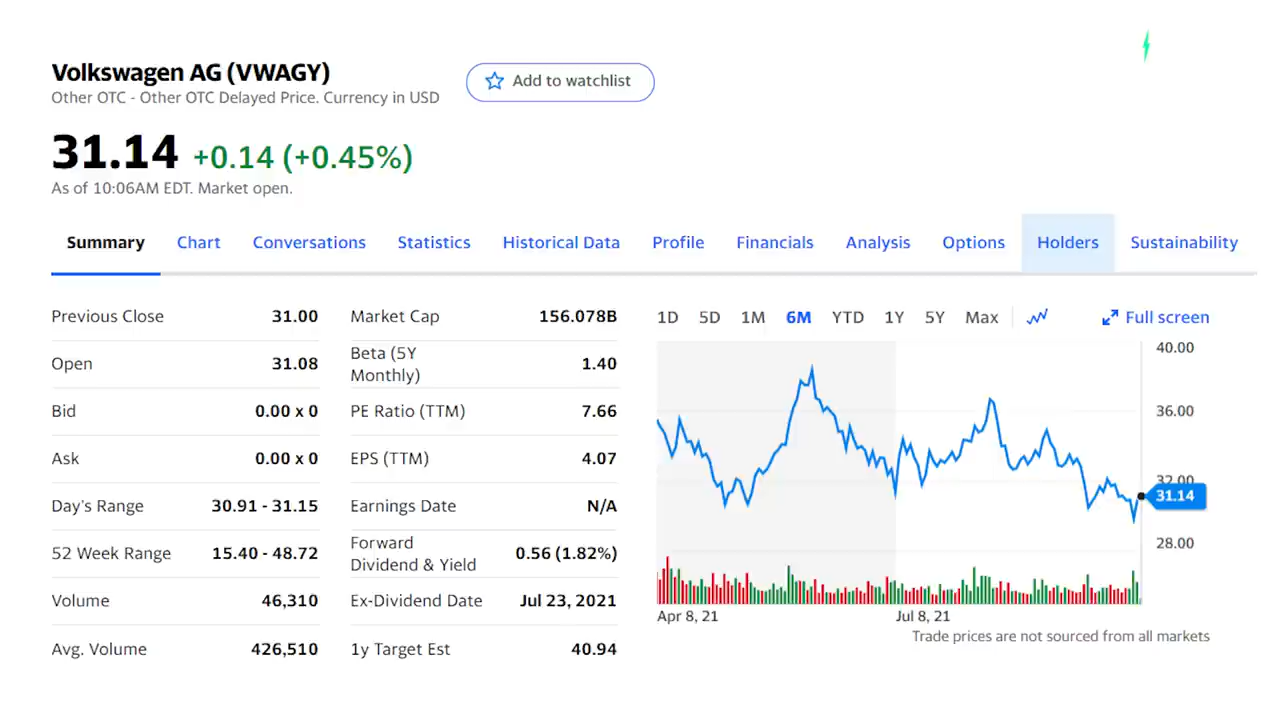 Volkswagen AG (VWAGY)
Other OTC - Other OTC Delayed Price. Currency in USD
Add to watchlist
31.14 +0.14 (+0.45%)
As of 10:06AM EDT. Market open.
Summary Chart Conversations Statistics Historical Data Profile Financials Analysis Options Holders Sustainability
Previous Close 31.00
Open 31.08
Bid 0.00 x 0
Ask 0.00 x 0
Day's Range 30.91 - 31.15
52 Week Range 15.40 - 48.72
Volume 46,310
Avg. Volume 426,510
Market Cap 156.078B
Beta (5Y
Monthly) 1.40
PE Ratio (TTM) 7.66
EPS (TTM) 4.07
Earnings Date N/A
Forward
Dividend & Yield 0.56 (1.82%)
Ex-Dividend Date Jul 23, 2021
1y Target Est 40.94
1D 5D 1M 6M YTD 1Y 5Y Max Full screen
40.00
36.00
32.00
31.14
28.00
Apr 8, 21 Jul 8, 21
Trade prices are not sourced from all markets